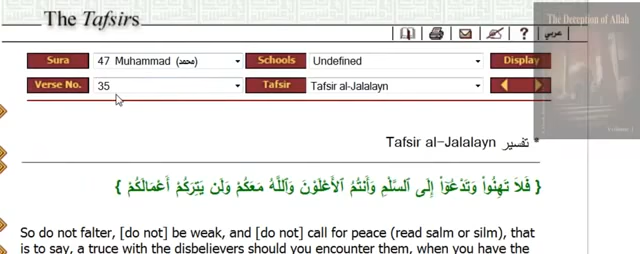 The Tafsirs
The Deception of Allah
? عربي
Sura 47 Muhammad (محمد) Schools Undefined Display
Verse No. 35 Tafsir Tafsir al-Jalalayn
* تفسير Tafsir al-Jalalayn
{ فَلاَ تَهِنُواْ وَتَدْعُوۤاْ إِلَى ٱلسَّلْمِ وَأَنتُمُ ٱلأَعْلَوْنَ وَٱللَّهُ مَعَكُمْ وَلَن يَتِرَكُمْ أَعْمَالَكُمْ }
So do not falter, [do not] be weak, and [do not] call for peace (read salm or silm), that
is to say, a truce with the disbelievers should you encounter them, when you have the